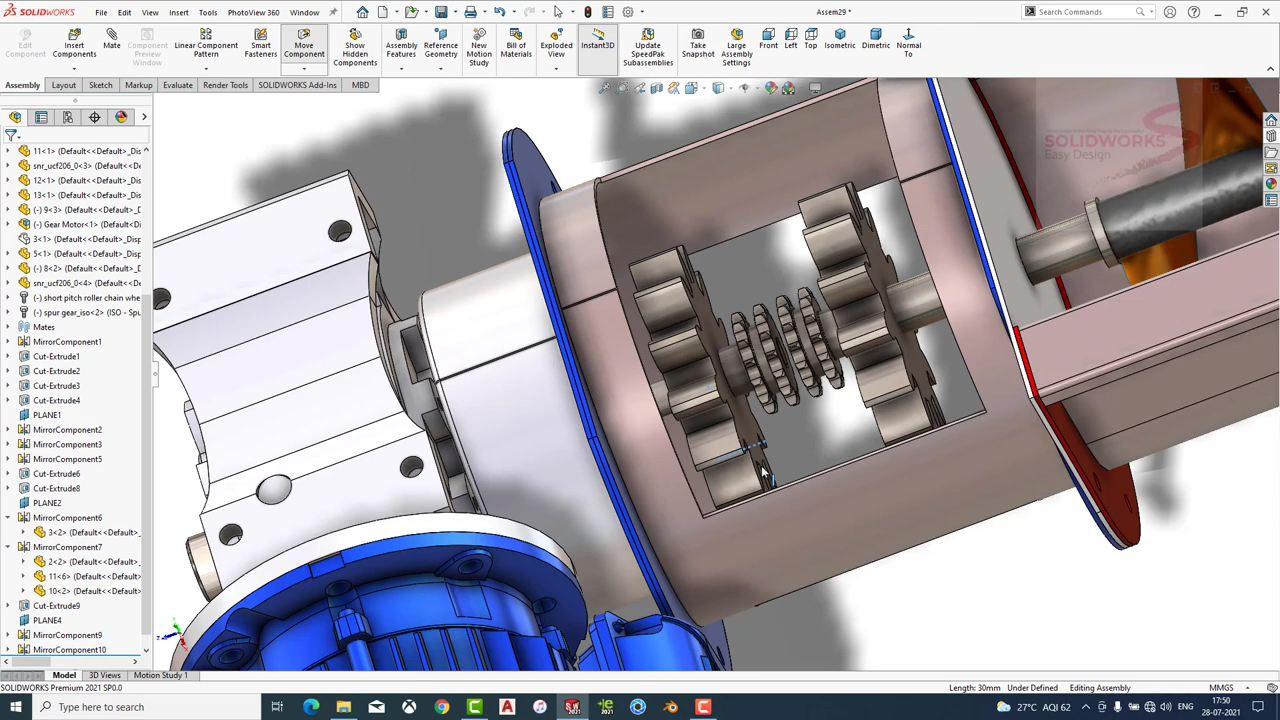 SOLIDWORKS File Edit View Insert Tools PhotoView 360 Window Assem29 Search Commands
Edit Component
Insert Components
Mate
Component Preview Window
Linear Component Pattern
Smart Fasteners
Move Component
Show Hidden Components
Assembly Features
Reference Geometry
New Motion Study
Bill of Materials
Exploded View
Instant3D
Update SpeedPak Subassemblies
Take Snapshot
Large Assembly Settings
Front
Left
Top
Isometric
Dimetric
Normal To
Assembly Layout Sketch Markup Evaluate Render Tools SOLIDWORKS Add-Ins MBD
11<1> (Default<<Default>_Disp
snr_ucf206_0<3> (Default<<Def
12<1> (Default<<Default>_Disp
13<1> (Default<<Default>_Disp
(-) 9<3> (Default<<Default>_D
(-) Gear Motor<1> (Default<<D
3<1> (Default<<Default>_Displ
5<1> (Default<<Default>_Disp
(-) 8<2> (Default<<Default>_D
snr_ucf206_0<4> (Default<<Def
(-) short pitch roller chain whe
(-) spur gear_iso<2> (ISO - Spu
Mates
MirrorComponent1
Cut-Extrude1
Cut-Extrude2
Cut-Extrude3
Cut-Extrude4
PLANE1
MirrorComponent2
MirrorComponent3
MirrorComponent5
Cut-Extrude6
Cut-Extrude8
PLANE2
MirrorComponent6
3<2> (Default<<Default>_Dis
MirrorComponent7
2<2> (Default<<Default>_Dis
11<6> (Default<<Default>_D
10<2> (Default<<Default>_D
Cut-Extrude9
PLANE4
MirrorComponent9
MirrorComponent10
SOLIDWORKS
Easy Design
Model 3D Views Motion Study 1
SOLIDWORKS Premium 2021 SP0.0 Length: 30mm Under Defined Editing Assembly MMGS
Type here to search
27°C AQI 62 ENG 17:50
28-07-2021